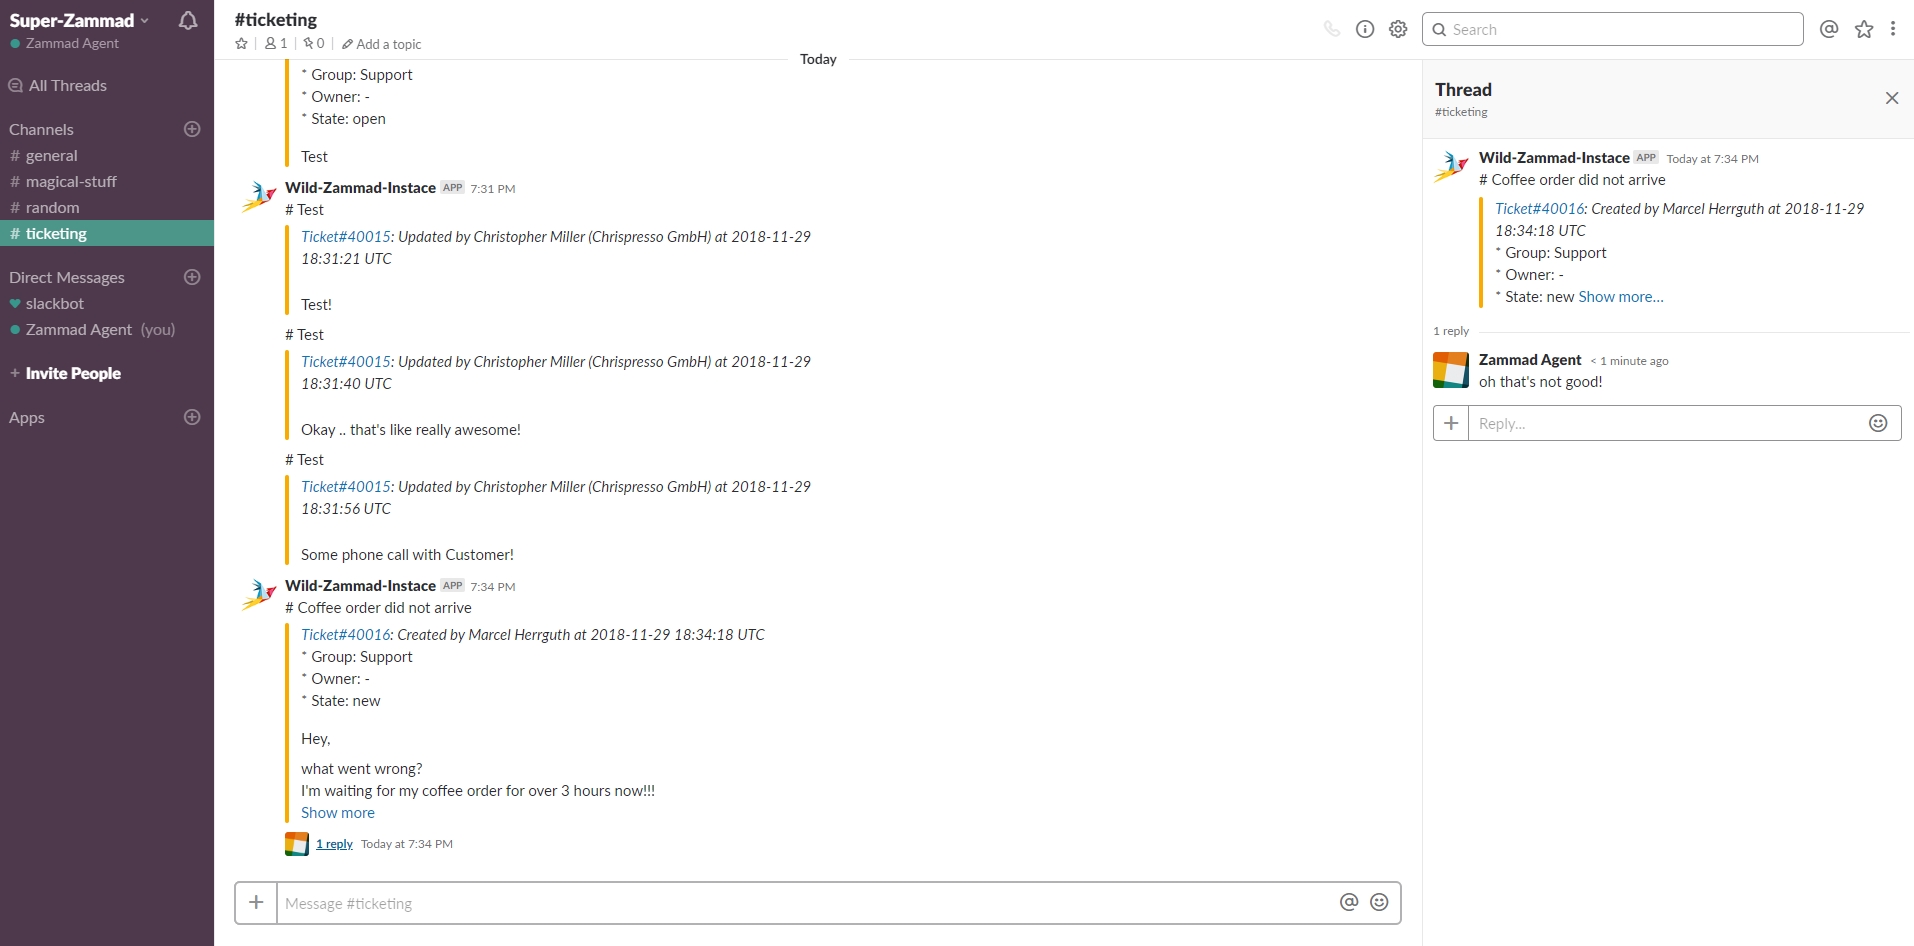 Super-Zammad
Zammad Agent
All Threads
Channels
# general
# magical-stuff
# random
# ticketing
Direct Messages
slackbot
Zammad Agent (you)
+ Invite People
Apps
#ticketing
1 | 0 | Add a topic
Search
Today
* Group: Support
* Owner: -
* State: open
Test
Wild-Zammad-Instace APP 7:31 PM
# Test
Ticket#40015: Updated by Christopher Miller (Chrispresso GmbH) at 2018-11-29
18:31:21 UTC
Test!
# Test
Ticket#40015: Updated by Christopher Miller (Chrispresso GmbH) at 2018-11-29
18:31:40 UTC
Okay .. that's like really awesome!
# Test
Ticket#40015: Updated by Christopher Miller (Chrispresso GmbH) at 2018-11-29
18:31:56 UTC
Some phone call with Customer!
Wild-Zammad-Instace APP 7:34 PM
# Coffee order did not arrive
Ticket#40016: Created by Marcel Herrguth at 2018-11-29 18:34:18 UTC
* Group: Support
* Owner: -
* State: new
Hey,
what went wrong?
I'm waiting for my coffee order for over 3 hours now!!!
Show more
1 reply Today at 7:34 PM
Message #ticketing
Thread
#ticketing
Wild-Zammad-Instace APP Today at 7:34 PM
# Coffee order did not arrive
Ticket#40016: Created by Marcel Herrguth at 2018-11-29
18:34:18 UTC
* Group: Support
* Owner: -
* State: new Show more...
1 reply
Zammad Agent < 1 minute ago
oh that's not good!
Reply...